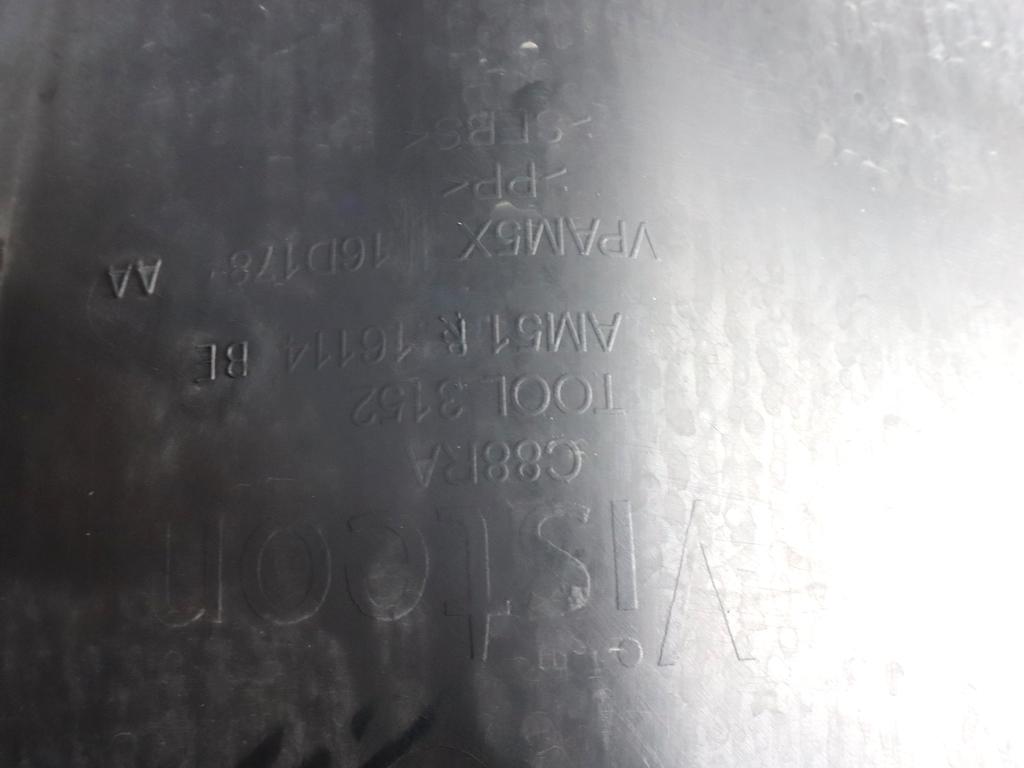 Visteon
C88RA
TOOL 3152
AM51 R 16114 BE
VPAM5X 16D178 AA
>PP<
>SEBS<